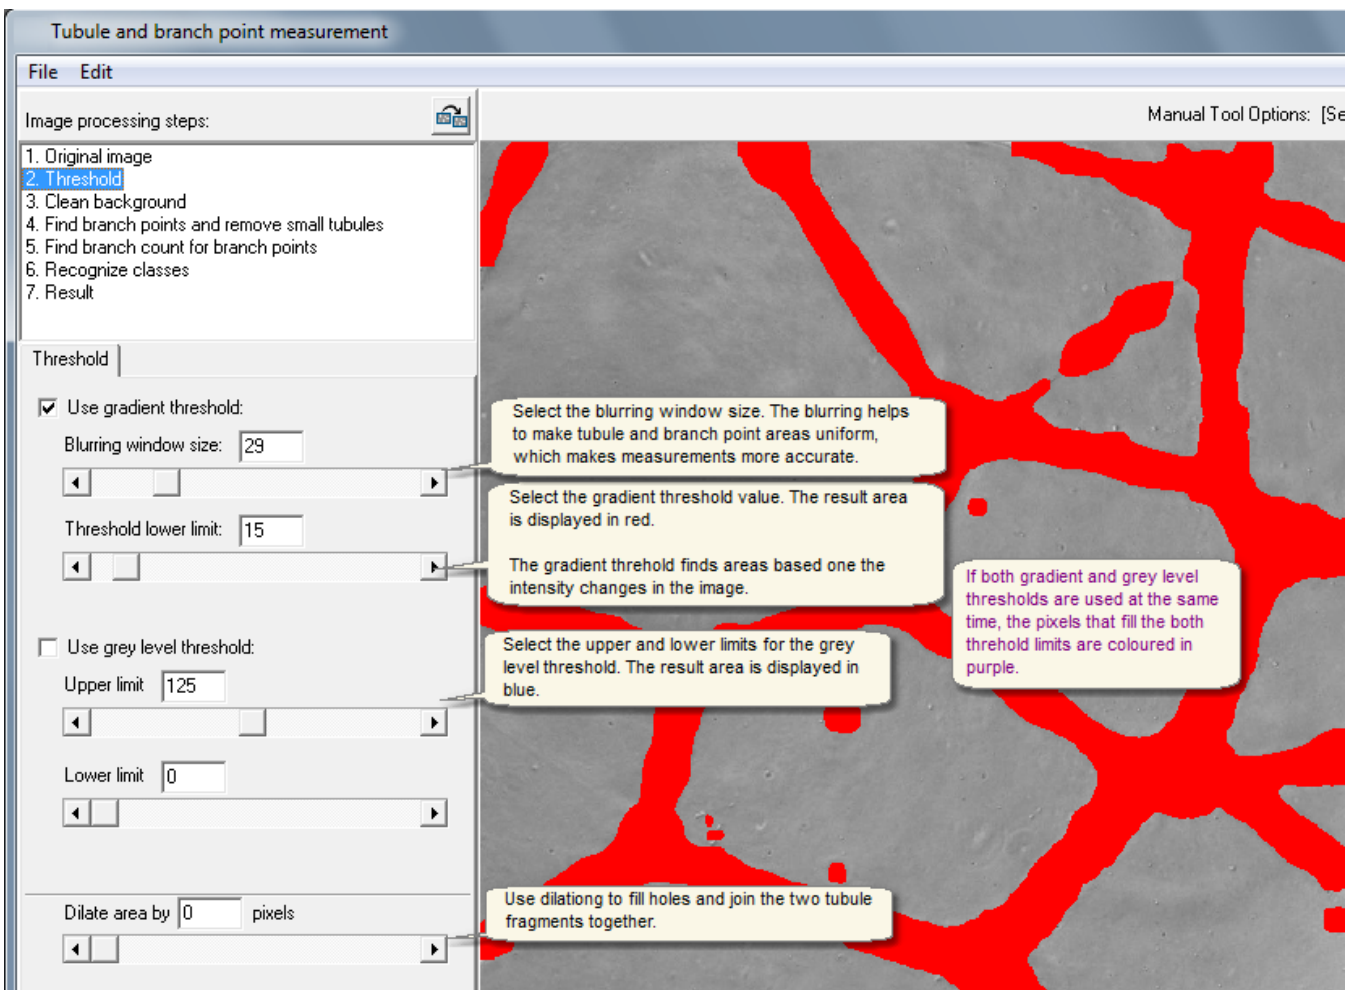 Tubule and branch point measurement
File Edit
Image processing steps:
Manual Tool Options: [Se
1. Original image
2. Threshold
3. Clean background
4. Find branch points and remove small tubules
5. Find branch count for branch points
6. Recognize classes
7. Result
Threshold
Use gradient threshold:
Blurring window size: 29
Select the blurring window size. The blurring helps
to make tubule and branch point areas uniform,
which makes measurements more accurate.
Threshold lower limit: 15
Select the gradient threshold value. The result area
is displayed in red.
The gradient threhold finds areas based one the
intensity changes in the image.
If both gradient and grey level
thresholds are used at the same
time, the pixels that fill the both
threhold limits are coloured in
purple.
Use grey level threshold:
Upper limit 125
Select the upper and lower limits for the grey
level threshold. The result area is displayed in
blue.
Lower limit 0
Dilate area by 0 pixels
Use dilationg to fill holes and join the two tubule
fragments together.